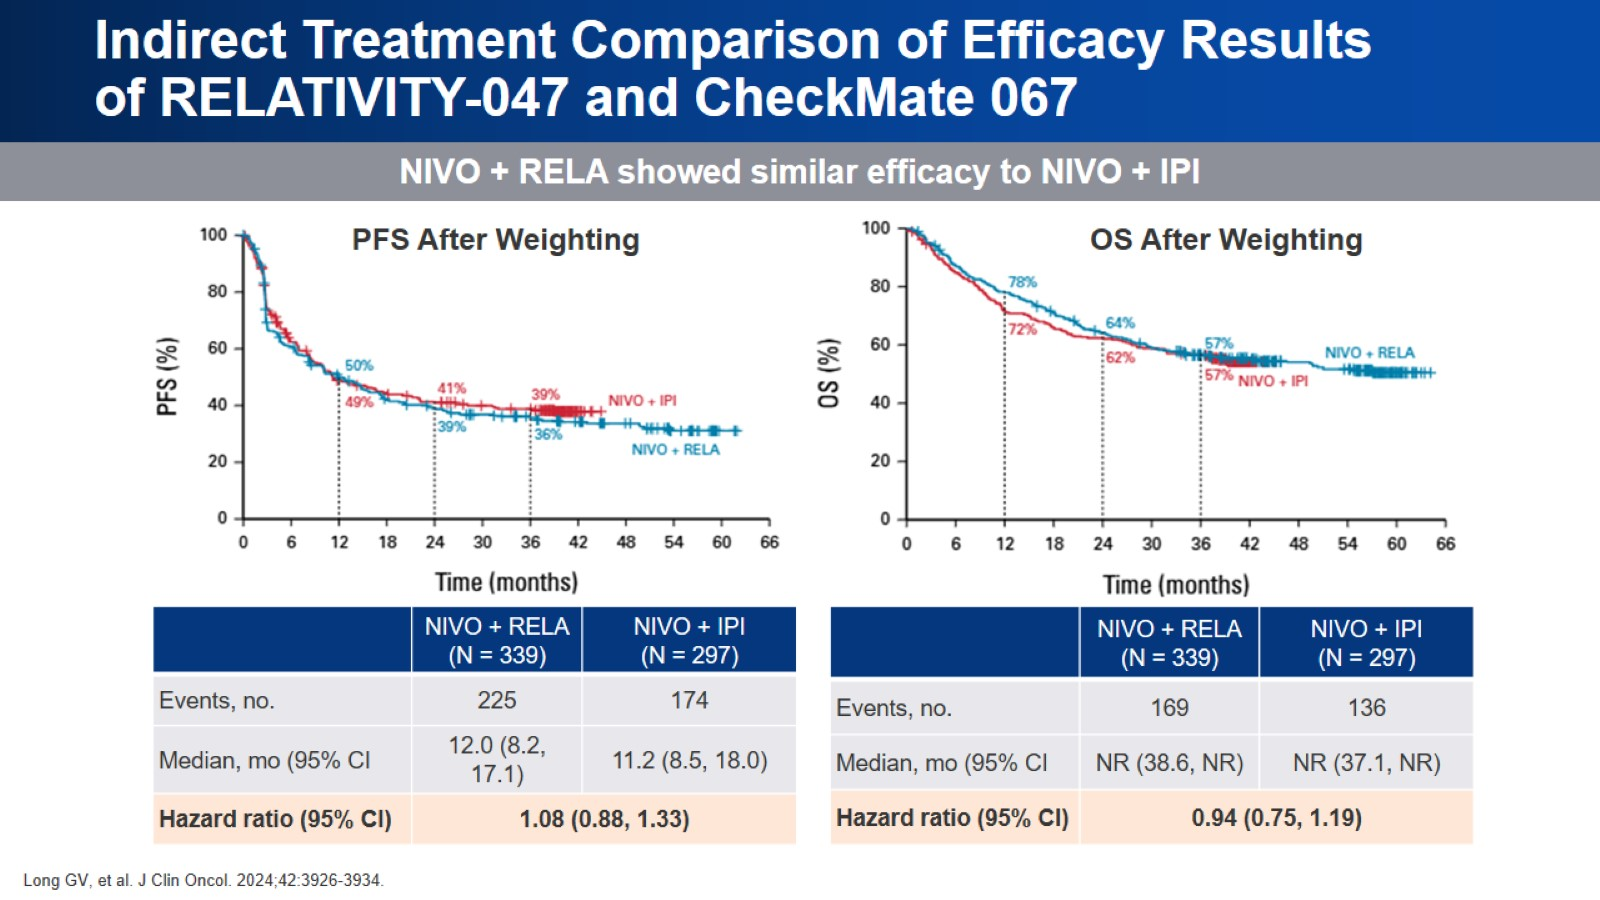 Indirect Treatment Comparison of Efficacy Results
of RELATIVITY-047 and CheckMate 067
NIVO + RELA showed similar efficacy to NIVO + IPI
PFS After Weighting
PFS (%)
100
80
60
40
20
0
50%
49%
41%
39%
39%
36%
NIVO + IPI
NIVO + RELA
0 6 12 18 24 30 36 42 48 54 60 66
Time (months)
OS After Weighting
OS (%)
100
80
60
40
20
0
78%
72%
64%
62%
57%
57%
NIVO + RELA
NIVO + IPI
0 6 12 18 24 30 36 42 48 54 60 66
Time (months)
NIVO + RELA NIVO + IPI
(N = 339) (N = 297)
Events, no. 225 174
Median, mo (95% CI 12.0 (8.2, 17.1) 11.2 (8.5, 18.0)
Hazard ratio (95% CI) 1.08 (0.88, 1.33)
NIVO + RELA NIVO + IPI
(N = 339) (N = 297)
Events, no. 169 136
Median, mo (95% CI NR (38.6, NR) NR (37.1, NR)
Hazard ratio (95% CI) 0.94 (0.75, 1.19)
Long GV, et al. J Clin Oncol. 2024;42:3926-3934.